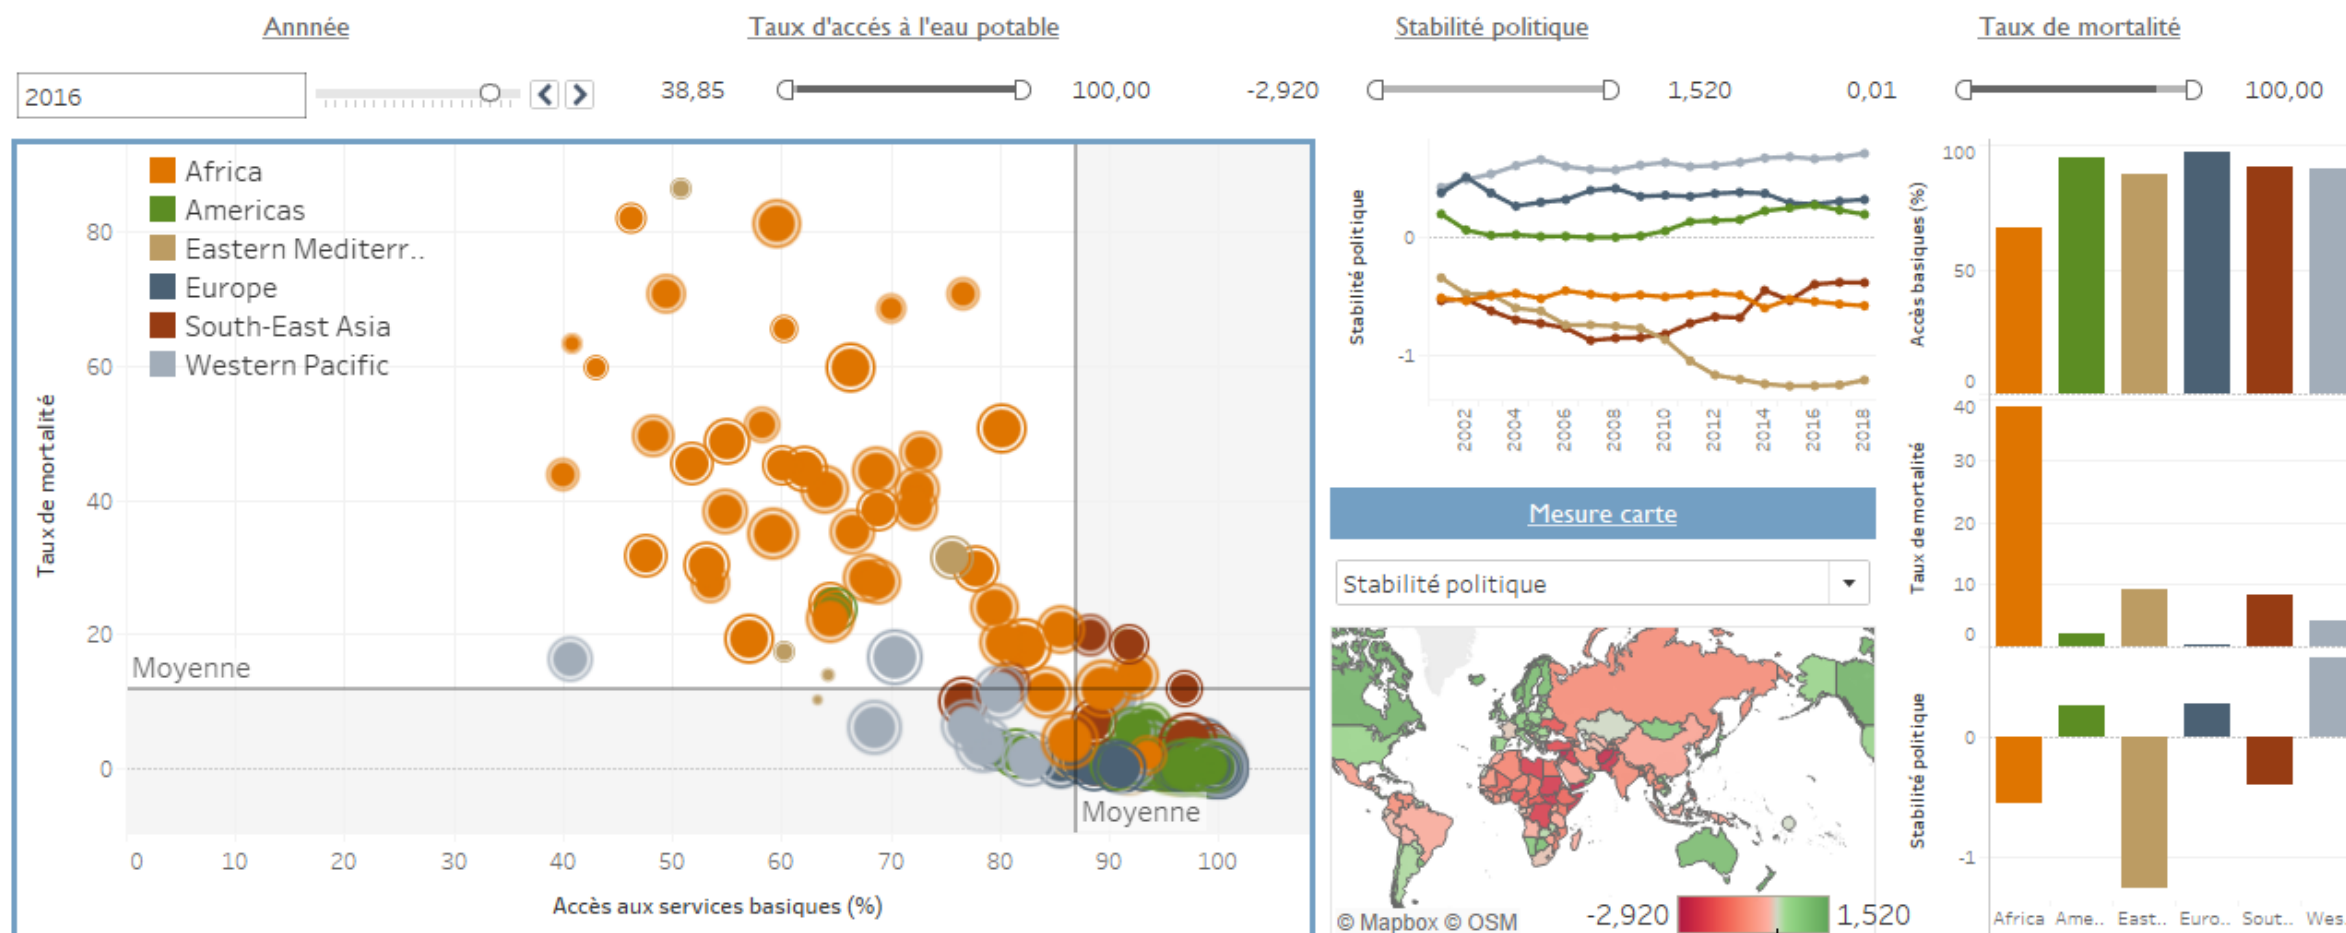 Annnée
Taux d'accés à l'eau potable
Stabilité politique
Taux de mortalité
2016
38,85
100,00
-2,920
1,520
0,01
100,00
Africa
Americas
Eastern Mediterr..
Europe
South-East Asia
Western Pacific
Taux de mortalité
80
60
40
20
0
Moyenne
Moyenne
0 10 20 30 40 50 60 70 80 90 100
Accès aux services basiques (%)
Stabilité politique
0
-1
2002 2004 2006 2008 2010 2012 2014 2016 2018
Mesure carte
Stabilité politique
© Mapbox © OSM
-2,920
1,520
Accès basiques (%)
100
50
0
Taux de mortalité
40
30
20
10
0
Stabilité politique
0
-1
Africa Ame.. East.. Euro.. Sout.. Wes